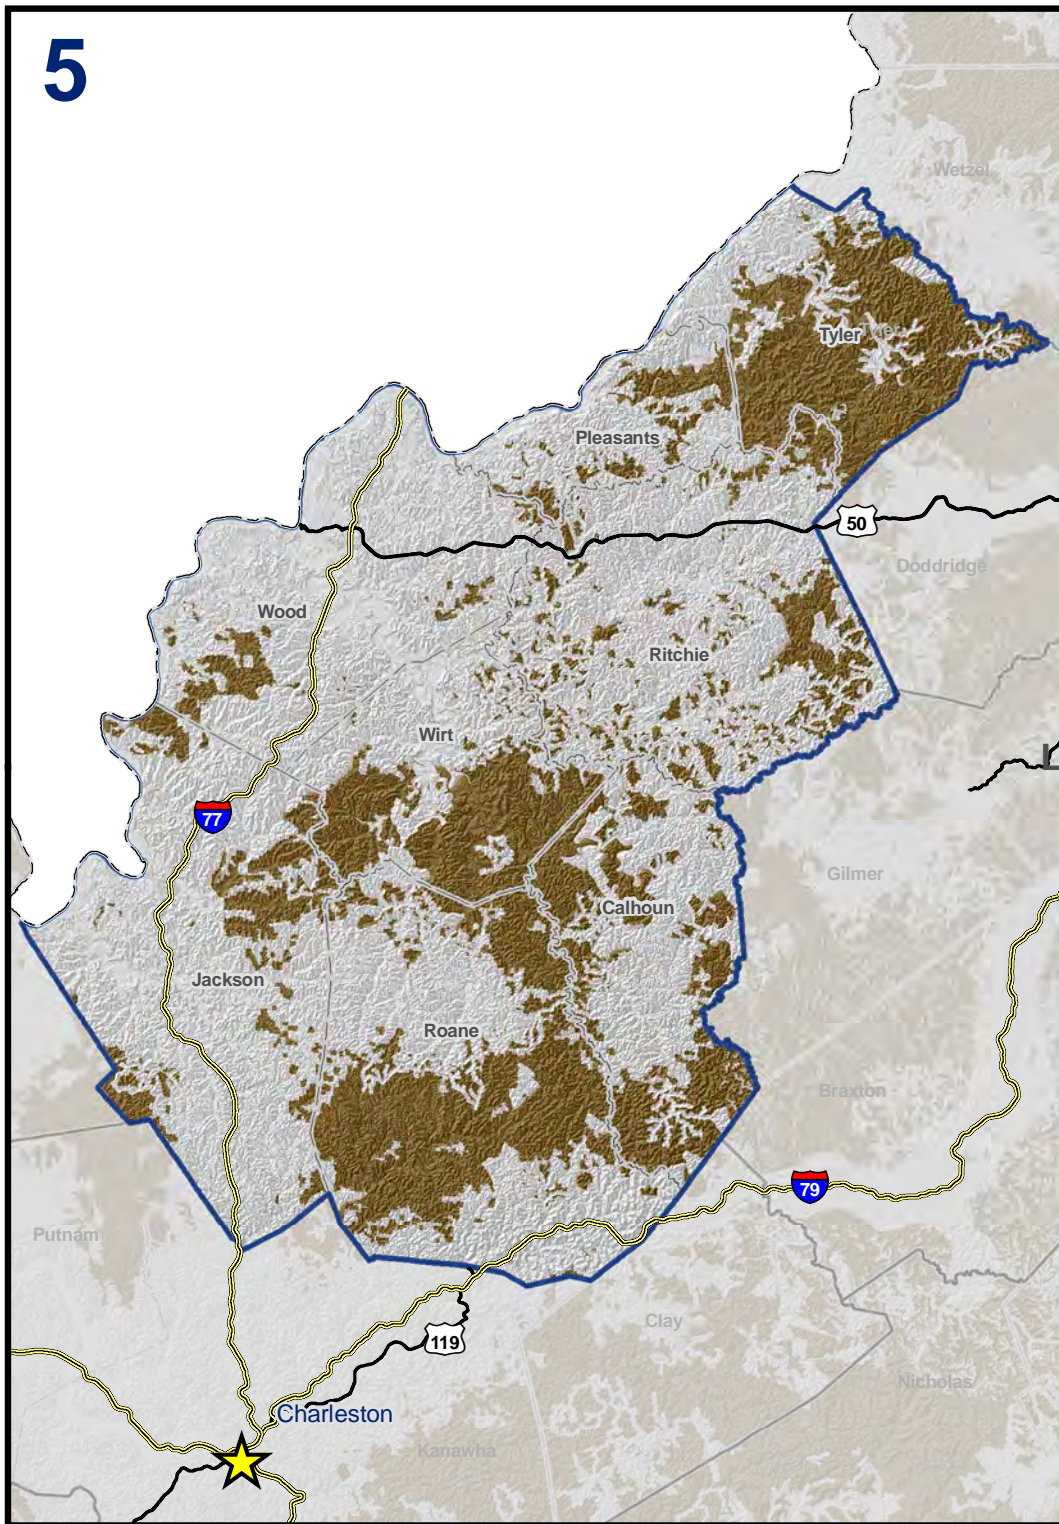 5
Wetzel
Tyler
Tyler
Pleasants
50
Doddridge
Wood
Ritchie
Wirt
L
77
Gilmer
Calhoun
Jackson
Roane
Braxton
79
Putnam
Clay
119
Nicholas
Charleston
Kanawha